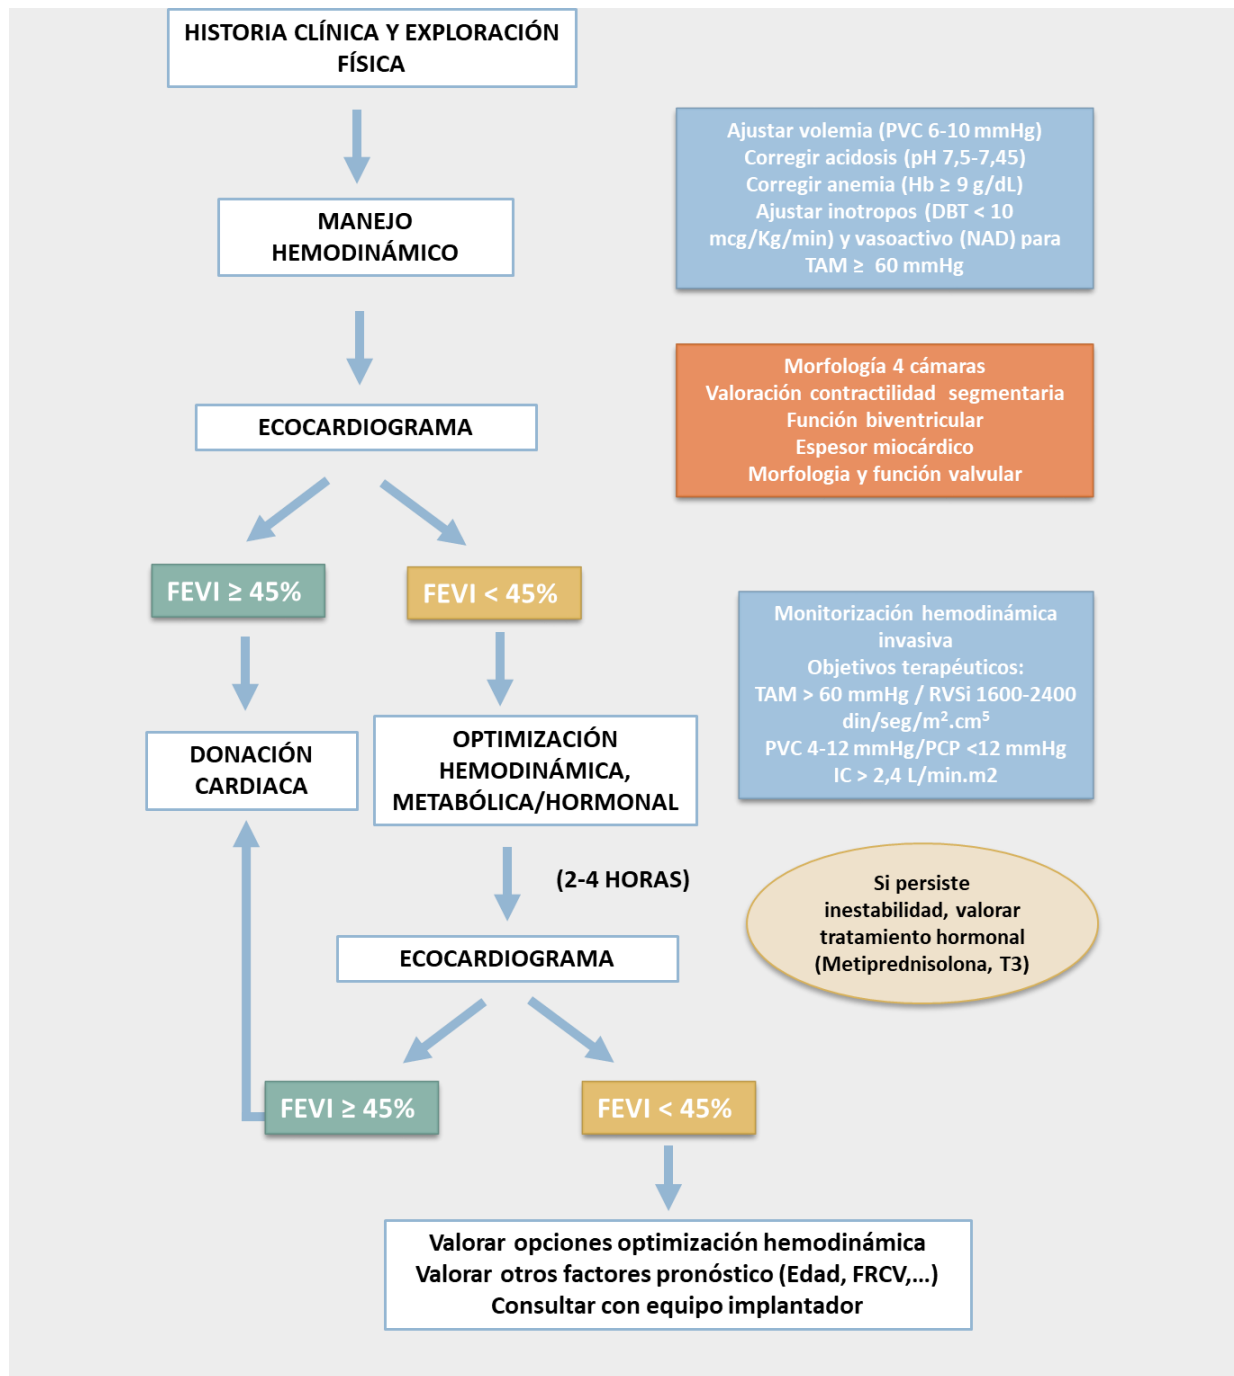 HISTORIA CLÍNICA Y EXPLORACIÓN
FÍSICA
Ajustar volemia (PVC 6-10 mmHg)
Corregir acidosis (pH 7,5-7,45)
Corregir anemia (Hb ≥ 9 g/dL)
Ajustar inotropos (DBT < 10
mcg/Kg/min) y vasoactivo (NAD) para
TAM ≥ 60 mmHg
MANEJO
HEMODINÁMICO
Morfología 4 cámaras
Valoración contractilidad segmentaria
Función biventricular
Espesor miocárdico
Morfologia y función valvular
ECOCARDIOGRAMA
FEVI ≥ 45%
FEVI < 45%
Monitorización hemodinámica
invasiva
Objetivos terapéuticos:
TAM > 60 mmHg / RVSi 1600-2400
din/seg/m².cm⁵
PVC 4-12 mmHg/PCP <12 mmHg
IC > 2,4 L/min.m2
DONACIÓN
CARDIACA
OPTIMIZACIÓN
HEMODINÁMICA,
METABÓLICA/HORMONAL
(2-4 HORAS)
Si persiste
inestabilidad, valorar
tratamiento hormonal
(Metiprednisolona, T3)
ECOCARDIOGRAMA
FEVI ≥ 45%
FEVI < 45%
Valorar opciones optimización hemodinámica
Valorar otros factores pronóstico (Edad, FRCV,...)
Consultar con equipo implantador